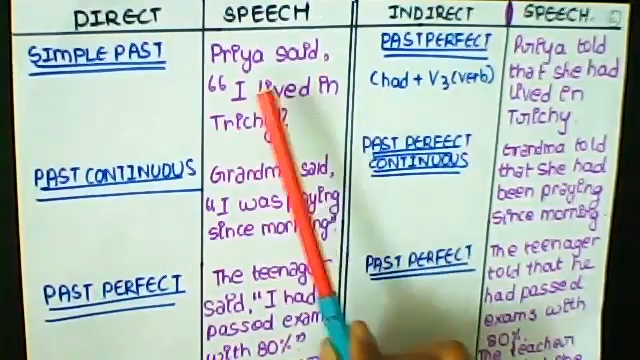 DIRECT SPEECH INDIRECT SPEECH
SIMPLE PAST
Priya said,
"I lived in
Trichy"
PAST PERFECT
(had + V3 (verb)
Priya told
that she had
lived in
Trichy.
PAST CONTINUOUS
Grandma said,
"I was praying
since morning"
PAST PERFECT
CONTINUOUS
Grandma told
that she had
been praying
since morning.
PAST PERFECT
The teenager
said, "I had
passed exams
with 80%"
PAST PERFECT
The teenager
told that he
had passed
exams with
80%
The teacher